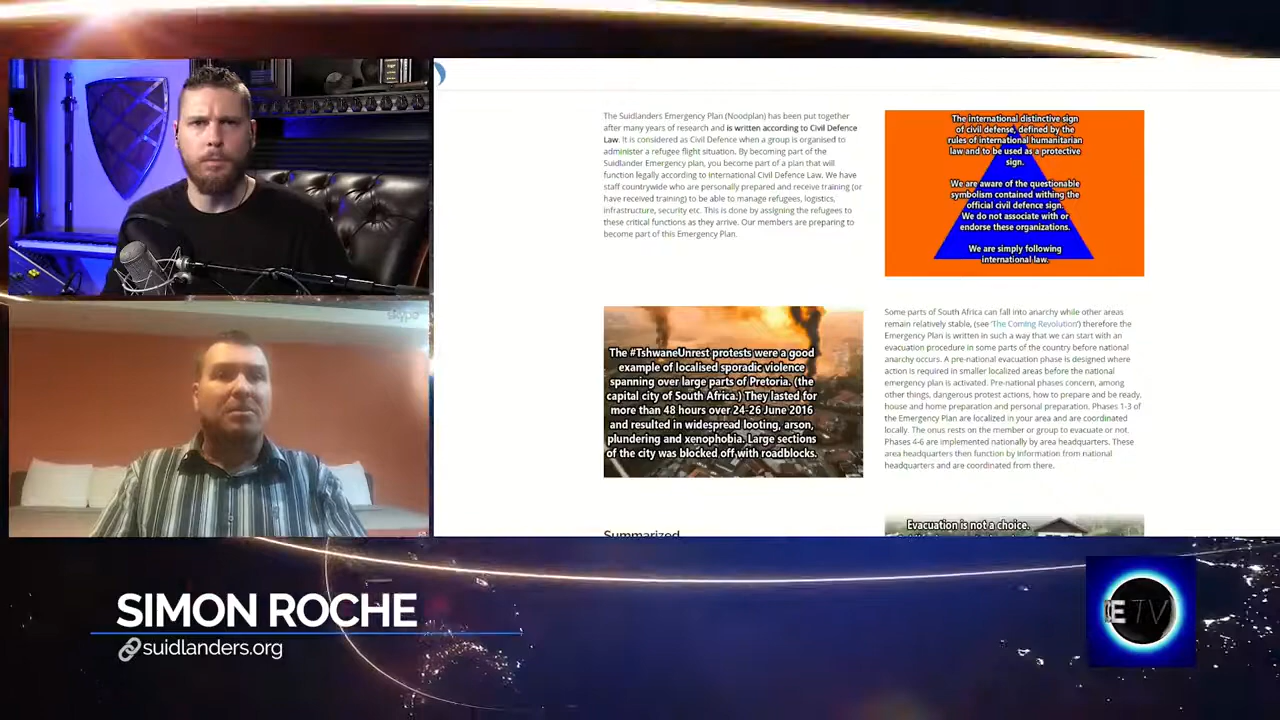 skype
The Suidlanders Emergency Plan (Noodplan) has been put together
after many years of research and is written according to Civil Defence
Law. It is considered as Civil Defence when a group is organised to
administer a refugee flight situation. By becoming part of the
Suidlander Emergency plan, you become part of a plan that will
function legally according to international Civil Defence Law. We have
staff countrywide who are personally prepared and receive training (or
have received training) to be able to manage refugees, logistics,
infrastructure, security etc. This is done by assigning the refugees to
these critical functions as they arrive. Our members are preparing to
become part of this Emergency Plan.
The international distinctive sign
of civil defense, defined by the
rules of international humanitarian
law and to be used as a protective
sign.
We are aware of the questionable
symbolism contained withing the
official civil defence sign.
We do not associate with or
endorse these organizations.
We are simply following
international law.
The #TshwaneUnrest protests were a good
example of localised sporadic violence
spanning over large parts of Pretoria. (the
capital city of South Africa.) They lasted for
more than 48 hours over 24-26 June 2016
and resulted in widespread looting, arson,
plundering and xenophobia. Large sections
of the city was blocked off with roadblocks.
Some parts of South Africa can fall into anarchy while other areas
remain relatively stable, (see 'The Coming Revolution') therefore the
Emergency Plan is written in such a way that we can start with an
evacuation procedure in some parts of the country before national
anarchy occurs. A pre-national evacuation phase is designed where
action is required in smaller localized areas before the national
emergency plan is activated. Pre-national phases concern, among
other things, dangerous protest actions, how to prepare and be ready,
house and home preparation and personal preparation. Phases 1-3 of
the Emergency Plan are localized in your area and are coordinated
locally. The onus rests on the member or group to evacuate or not.
Phases 4-6 are implemented nationally by area headquarters. These
area headquarters then function by information from national
headquarters and are coordinated from there.
Summarized
Evacuation is not a choice.
SIMON ROCHE
suidlanders.org
E TV